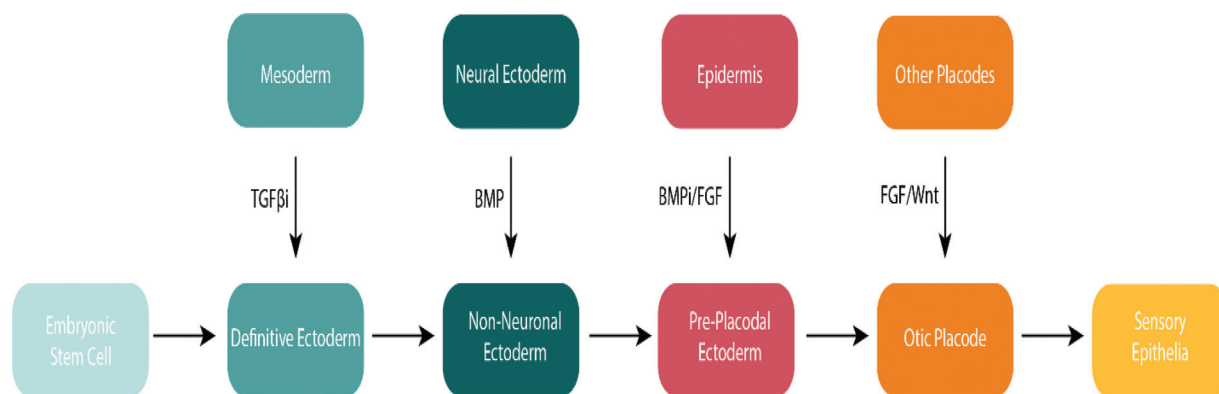 Mesoderm
Neural Ectoderm
Epidermis
Other Placodes
TGFβi
BMP
BMPi/FGF
FGF/Wnt
Embryonic
Stem Cell
Definitive Ectoderm
Non-Neuronal
Ectoderm
Pre-Placodal
Ectoderm
Otic Placode
Sensory
Epithelia